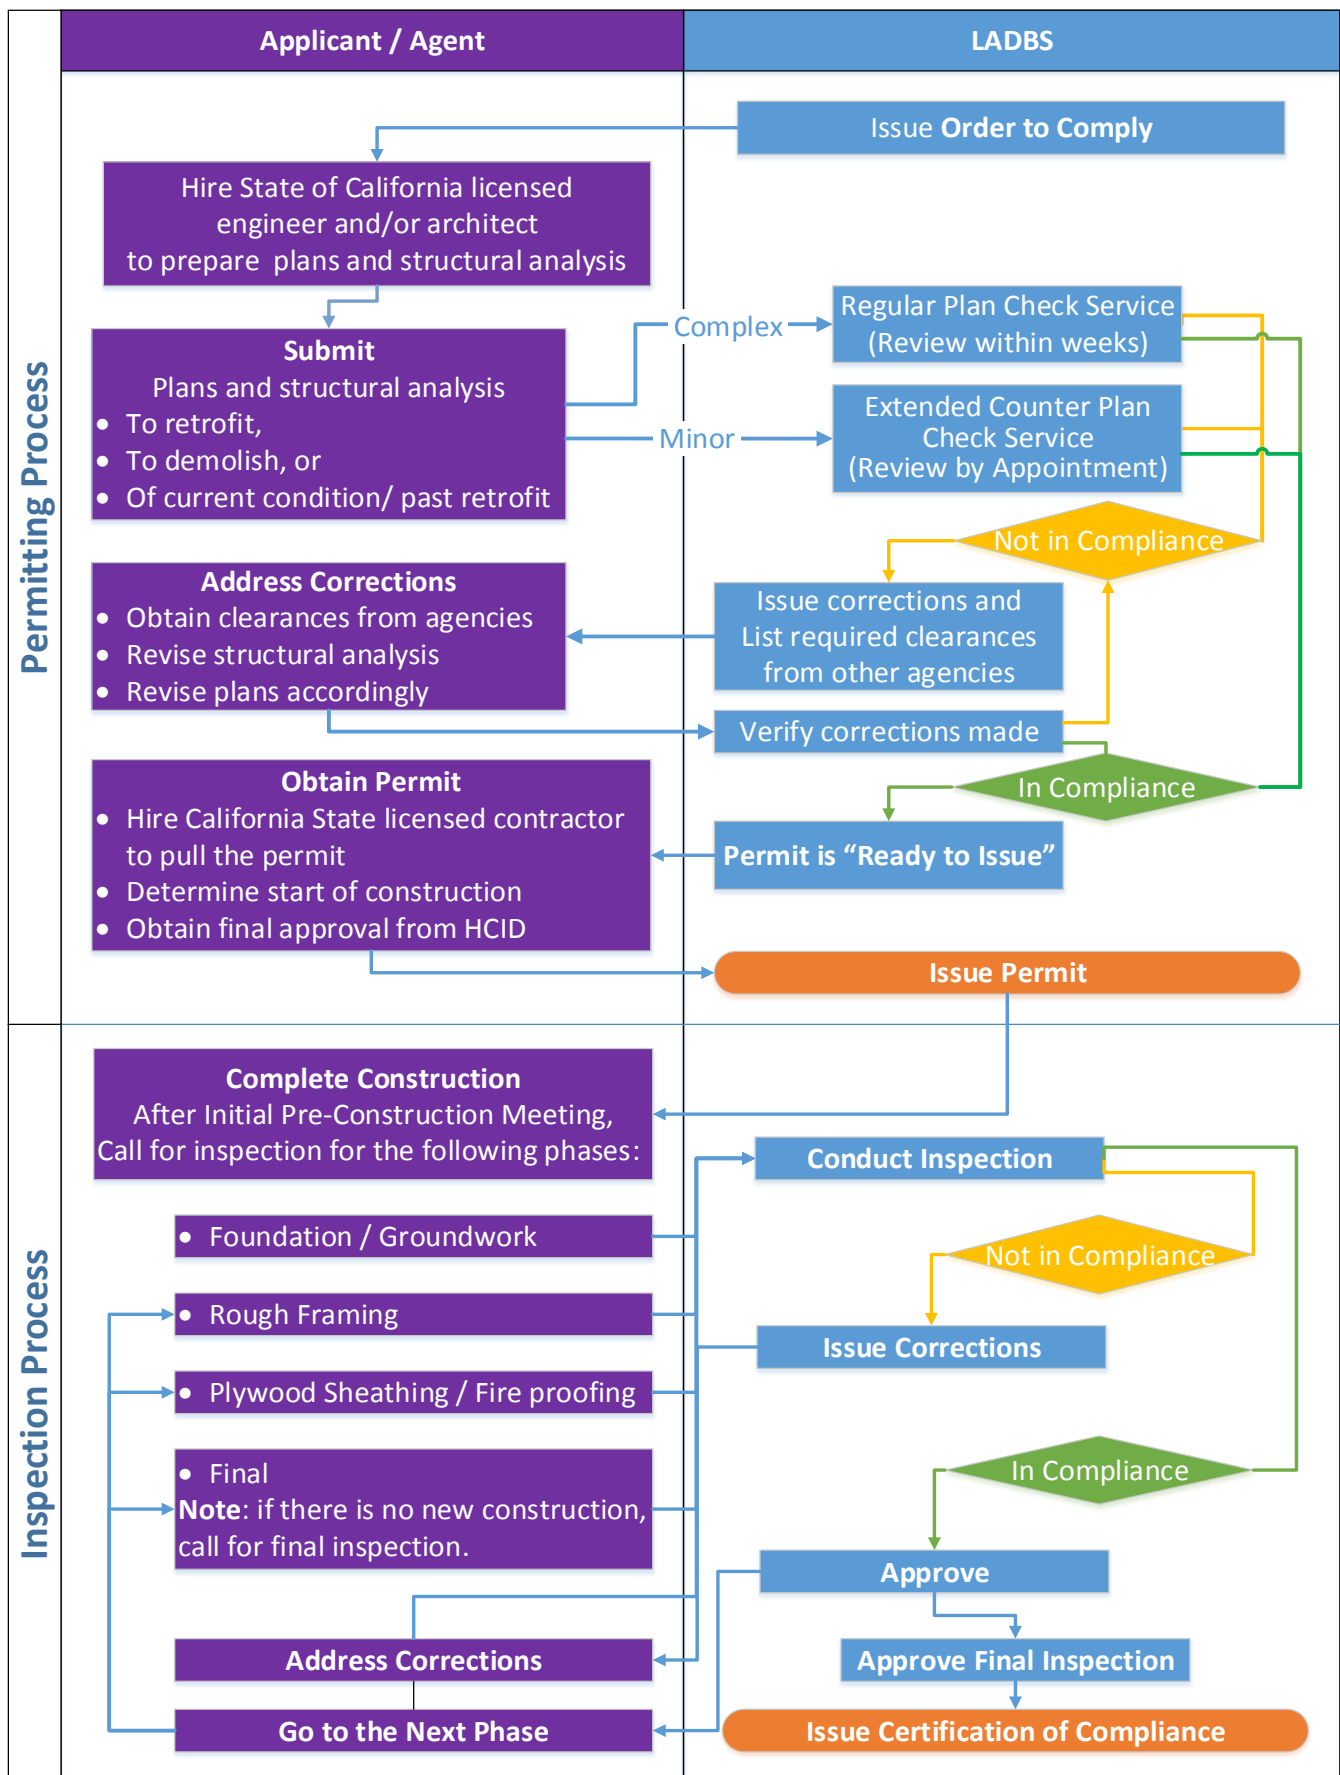 Applicant / Agent
LADBS
Permitting Process
Issue Order to Comply
Hire State of California licensed
engineer and/or architect
to prepare plans and structural analysis
Submit
Plans and structural analysis
• To retrofit,
• To demolish, or
• Of current condition/ past retrofit
Complex
Minor
Regular Plan Check Service
(Review within weeks)
Extended Counter Plan
Check Service
(Review by Appointment)
Not in Compliance
Issue corrections and
List required clearances
from other agencies
Address Corrections
• Obtain clearances from agencies
• Revise structural analysis
• Revise plans accordingly
Verify corrections made
In Compliance
Permit is “Ready to Issue”
Obtain Permit
• Hire California State licensed contractor
to pull the permit
• Determine start of construction
• Obtain final approval from HCID
Issue Permit
Inspection Process
Complete Construction
After Initial Pre-Construction Meeting,
Call for inspection for the following phases:
Conduct Inspection
• Foundation / Groundwork
Not in Compliance
• Rough Framing
Issue Corrections
• Plywood Sheathing / Fire proofing
• Final
Note: if there is no new construction,
call for final inspection.
In Compliance
Approve
Address Corrections
Approve Final Inspection
Go to the Next Phase
Issue Certification of Compliance